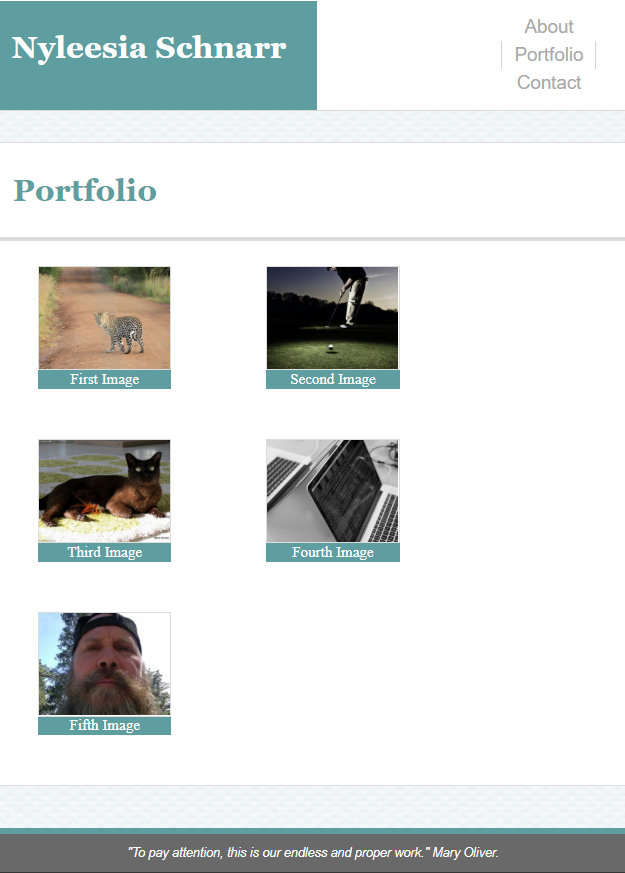 Nyleesia Schnarr
About
Portfolio
Contact
Portfolio
First Image
Second Image
Third Image
Fourth Image
Fifth Image
"To pay attention, this is our endless and proper work." Mary Oliver.